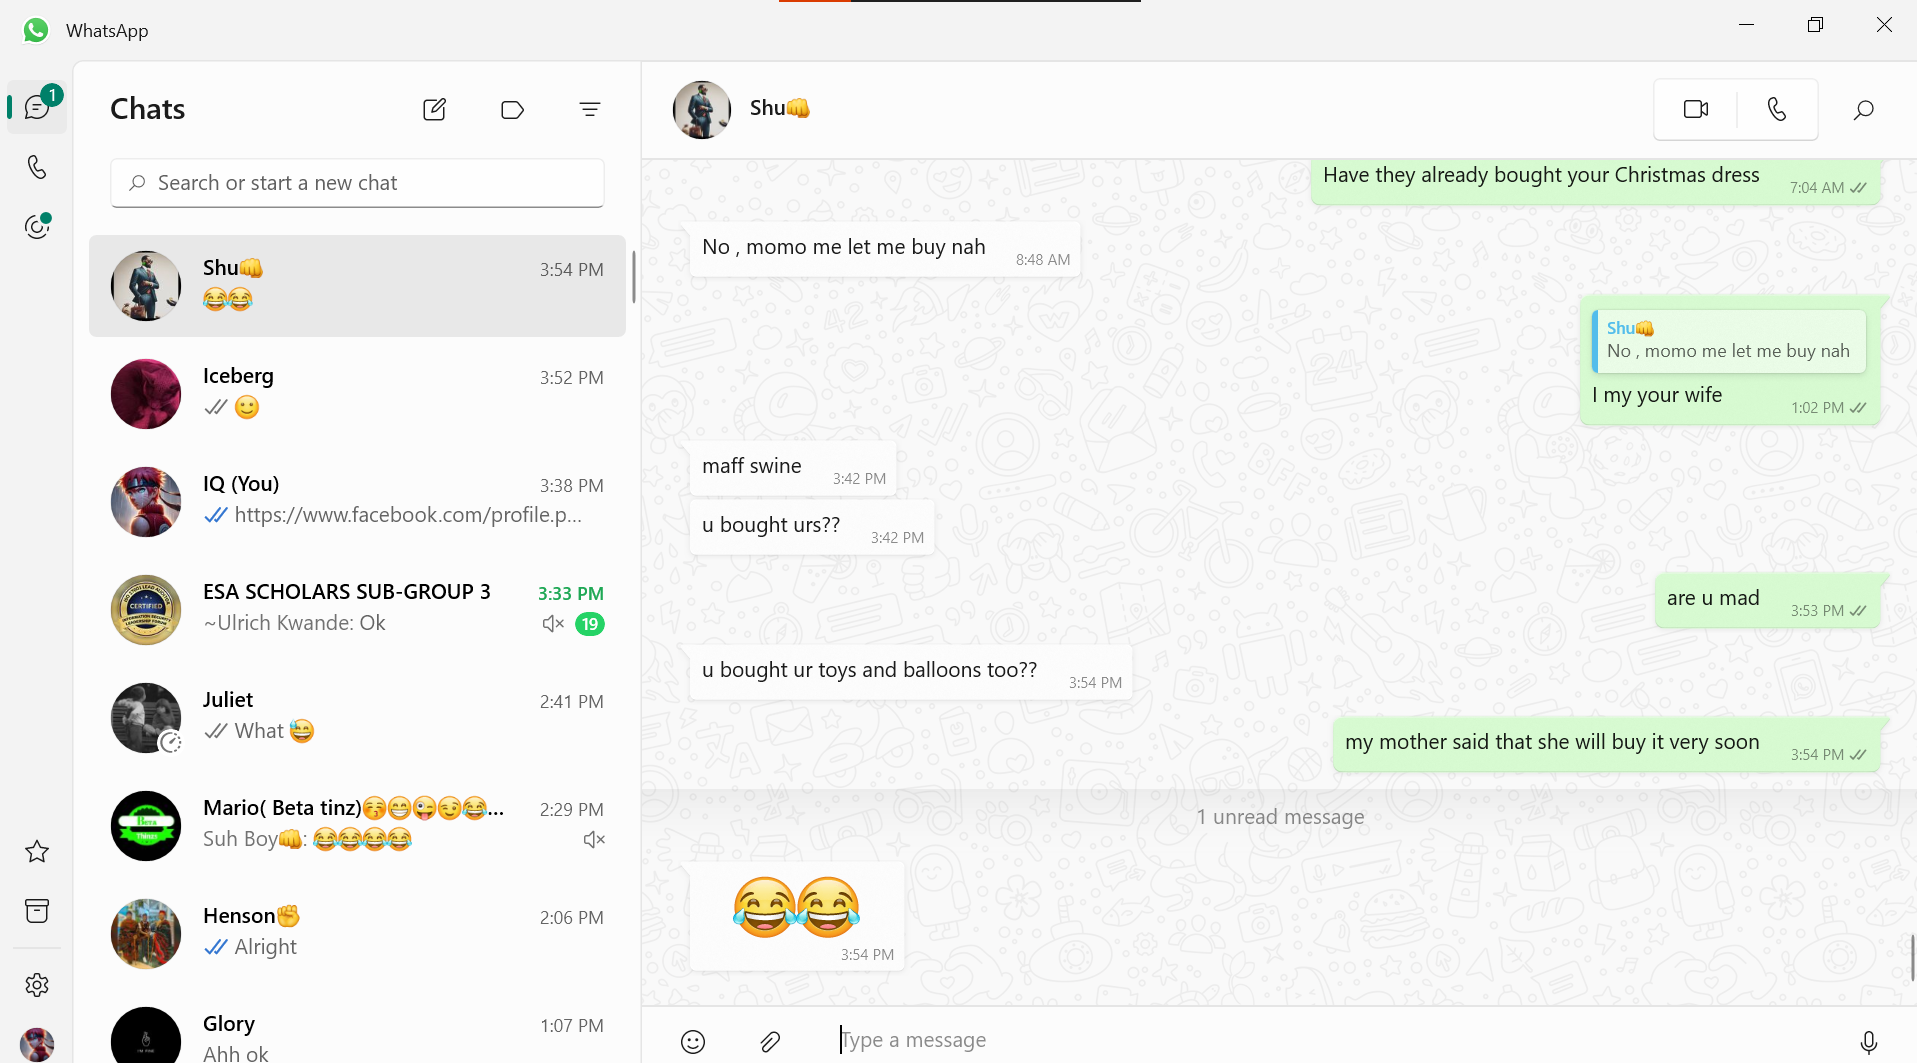 WhatsApp
1
Chats
Search or start a new chat
Shu👊 3:54 PM
😂😂
Iceberg 3:52 PM
🙂
IQ (You) 3:38 PM
https://www.facebook.com/profile.p...
ESA SCHOLARS SUB-GROUP 3 3:33 PM
~Ulrich Kwande: Ok 19
CERTIFIED
Juliet 2:41 PM
What 😅
Mario( Beta tinz)😚😁😜😉😂... 2:29 PM
Suh Boy👊: 😂😂😂😂
Beta
Thinzs
Henson✊ 2:06 PM
Alright
Glory 1:07 PM
Ahh ok
Shu👊
Have they already bought your Christmas dress 7:04 AM
No , momo me let me buy nah 8:48 AM
Shu👊
No , momo me let me buy nah
I my your wife 1:02 PM
maff swine 3:42 PM
u bought urs?? 3:42 PM
are u mad 3:53 PM
u bought ur toys and balloons too?? 3:54 PM
my mother said that she will buy it very soon 3:54 PM
1 unread message
😂😂
3:54 PM
Type a message